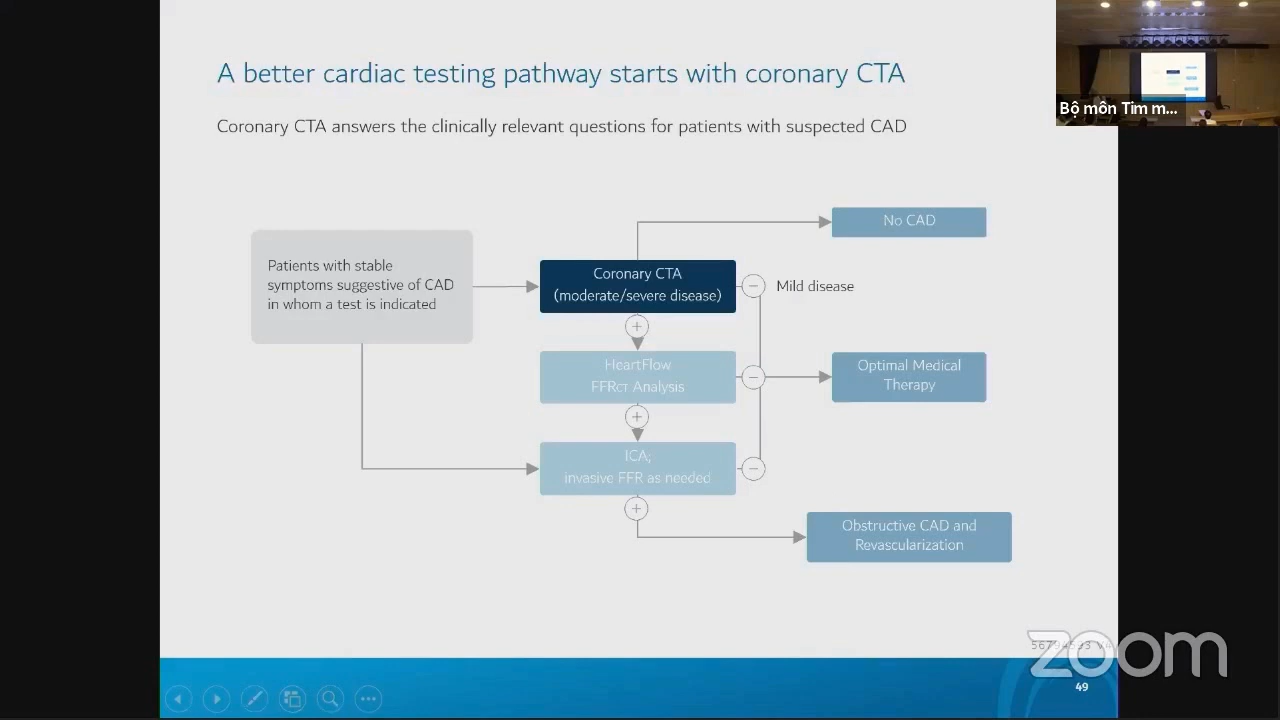 A better cardiac testing pathway starts with coronary CTA
Bộ môn Tim m...
Coronary CTA answers the clinically relevant questions for patients with suspected CAD
No CAD
Patients with stable
symptoms suggestive of CAD
in whom a test is indicated
Coronary CTA
(moderate/severe disease)
Mild disease
HeartFlow
FFRCT Analysis
Optimal Medical
Therapy
ICA;
invasive FFR as needed
Obstructive CAD and
Revascularization
zoom
49